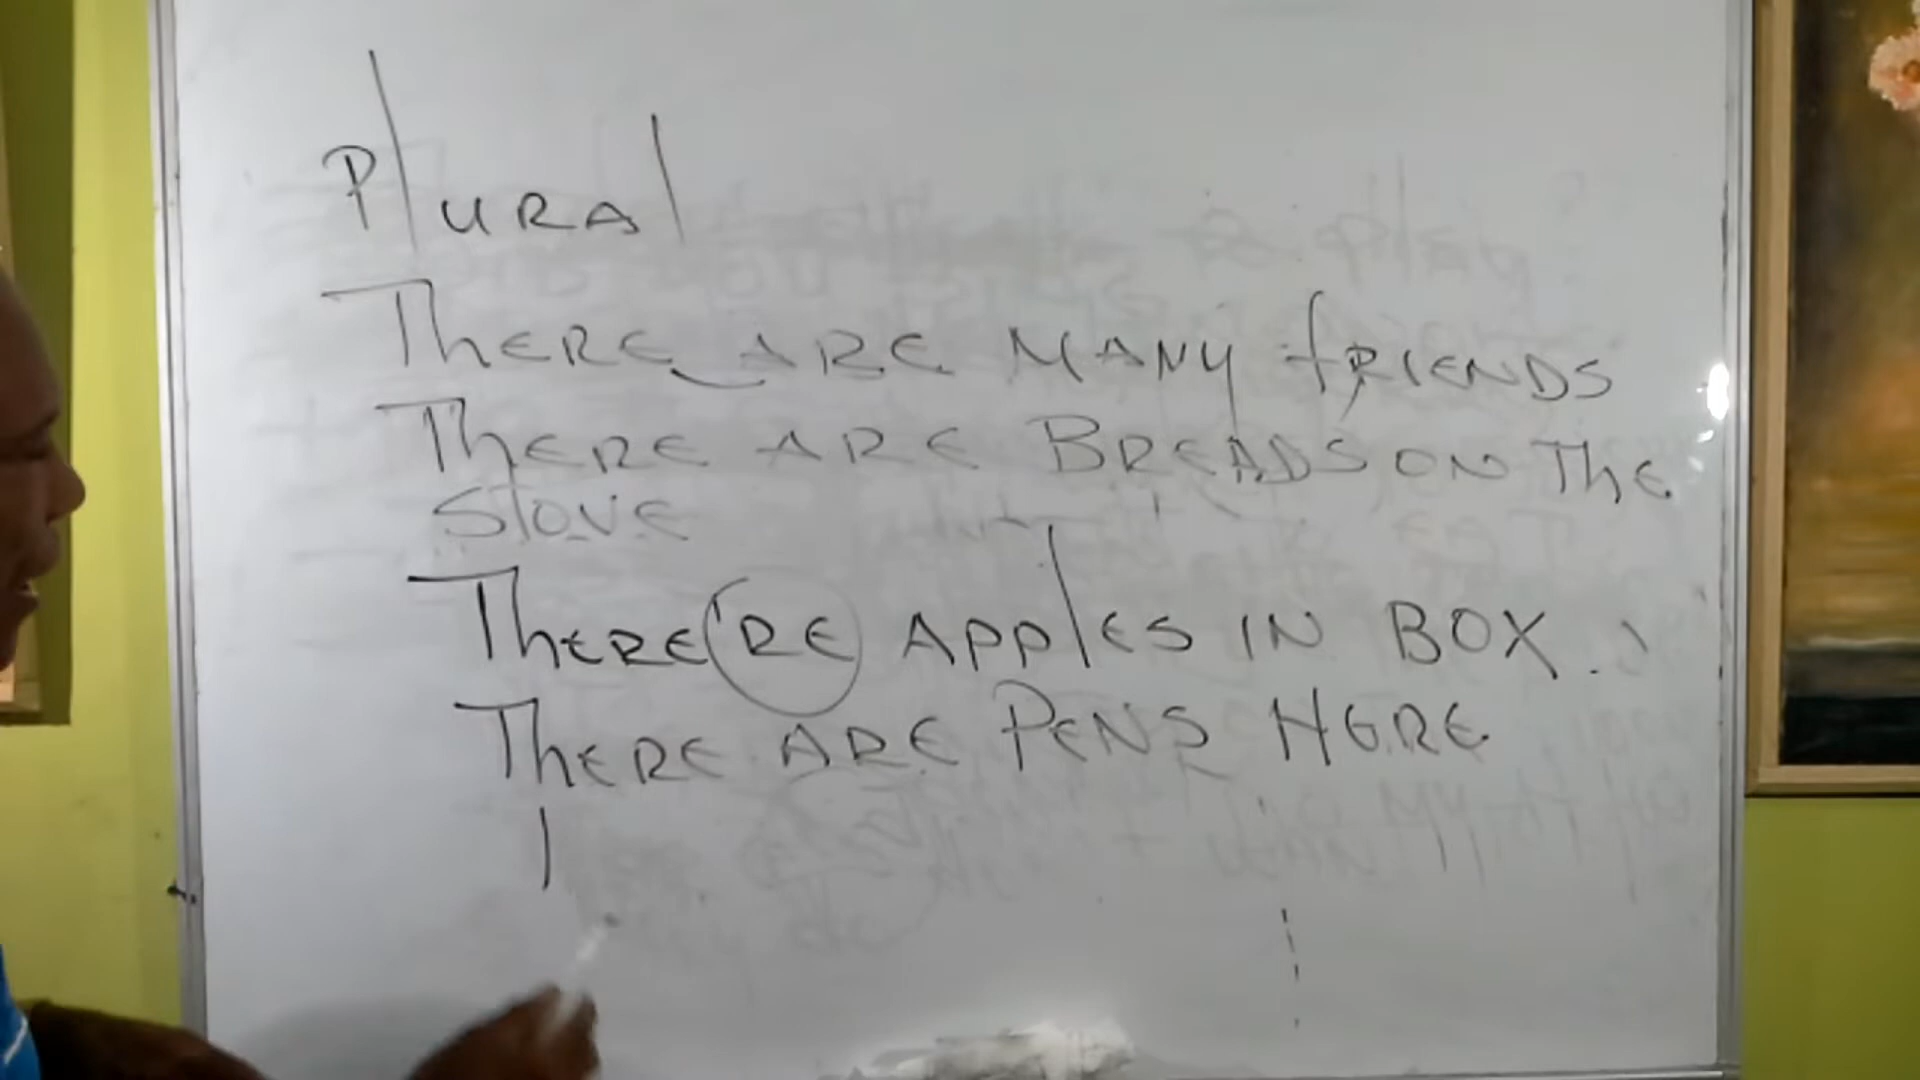 Plural
There are many friends
There are Breads on the
stove
There're Apples in box.
There are Pens Here